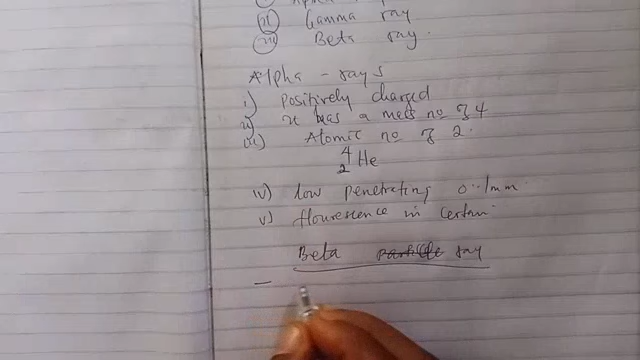 (ii) Gamma ray
(iii) Beta ray.
Alpha - rays
i) Positively charged
ii) It has a mass no of 4
(iii) Atomic no of 2.
4
2 He
iv) low penetrating 0.1mm.
v) flourescence in certain
Beta particle ray
-